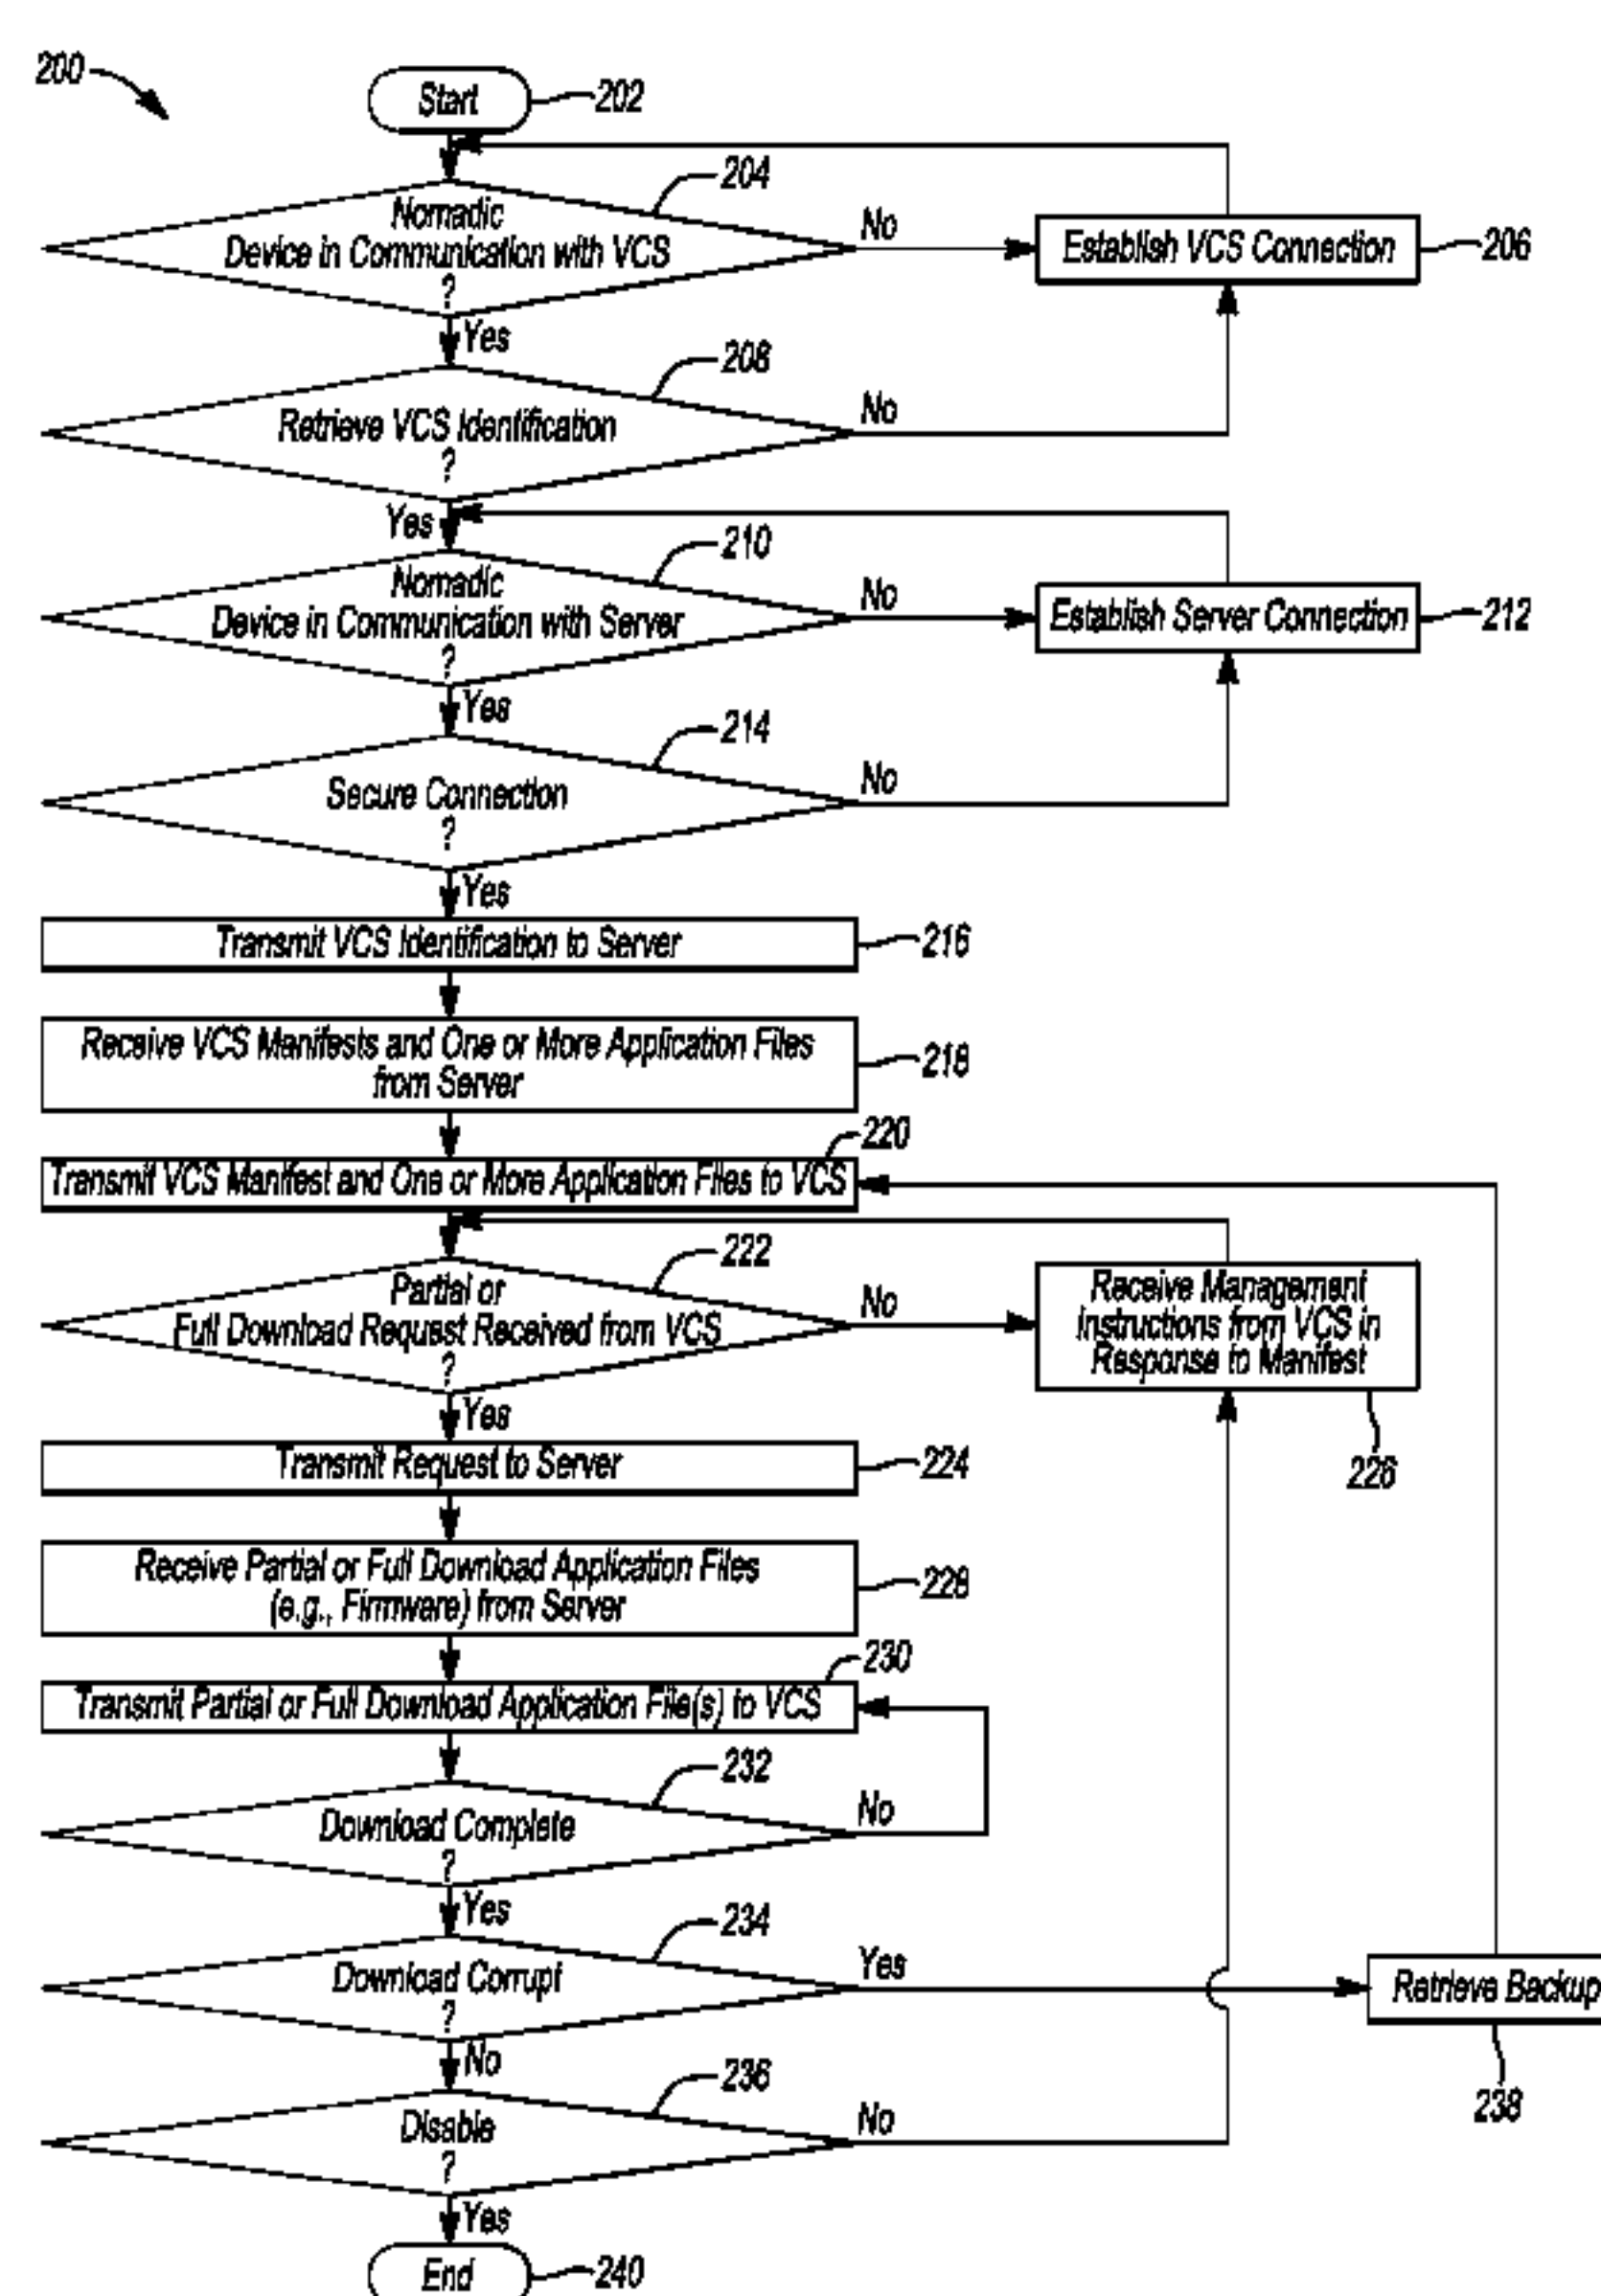 200
Start
202
204
Nomadic
Device in Communication with VCS
?
No
Establish VCS Connection
206
Yes
208
Retrieve VCS Identification
?
No
Yes
210
Nomadic
Device in Communication with Server
?
No
Establish Server Connection
212
Yes
214
Secure Connection
?
No
Yes
Transmit VCS Identification to Server
216
Receive VCS Manifests and One or More Application Files
from Server
218
220
Transmit VCS Manifest and One or More Application Files to VCS
222
Partial or
Full Download Request Received from VCS
?
No
Receive Management
Instructions from VCS in
Response to Manifest
226
Yes
Transmit Request to Server
224
Receive Partial or Full Download Application Files
(e.g., Firmware) from Server
228
230
Transmit Partial or Full Download Application File(s) to VCS
232
Download Complete
?
No
Yes
234
Download Corrupt
?
Yes
Retrieve Backup
238
No
236
Disable
?
No
Yes
End
240